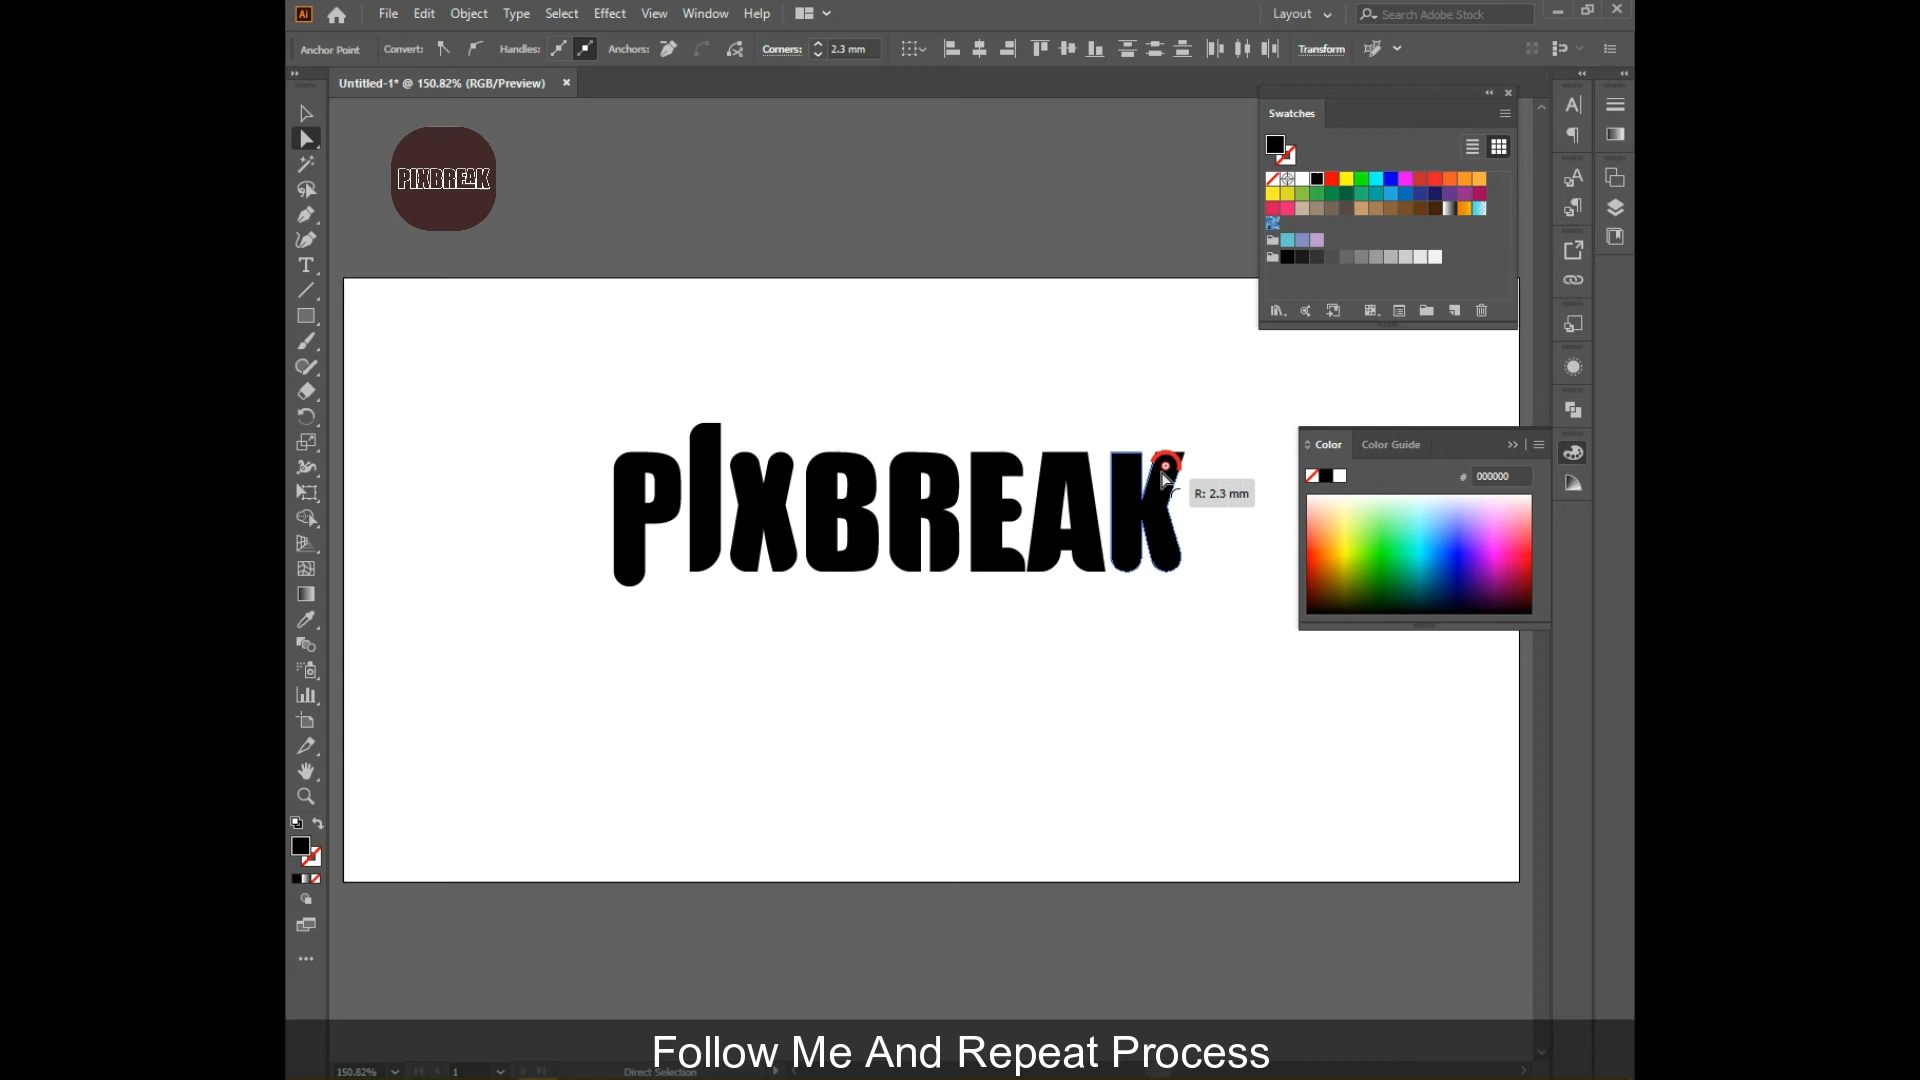 Ai
File Edit Object Type Select Effect View Window Help
Layout
Search Adobe Stock
Anchor Point
Convert:
Handles:
Anchors:
Corners:
2.3 mm
Transform
Untitled-1* @ 150.82% (RGB/Preview)
Swatches
PIXBREAK
PIXBREAK
R: 2.3 mm
Color
Color Guide
# 000000
Follow Me And Repeat Process
150.82%
1
Direct Selection